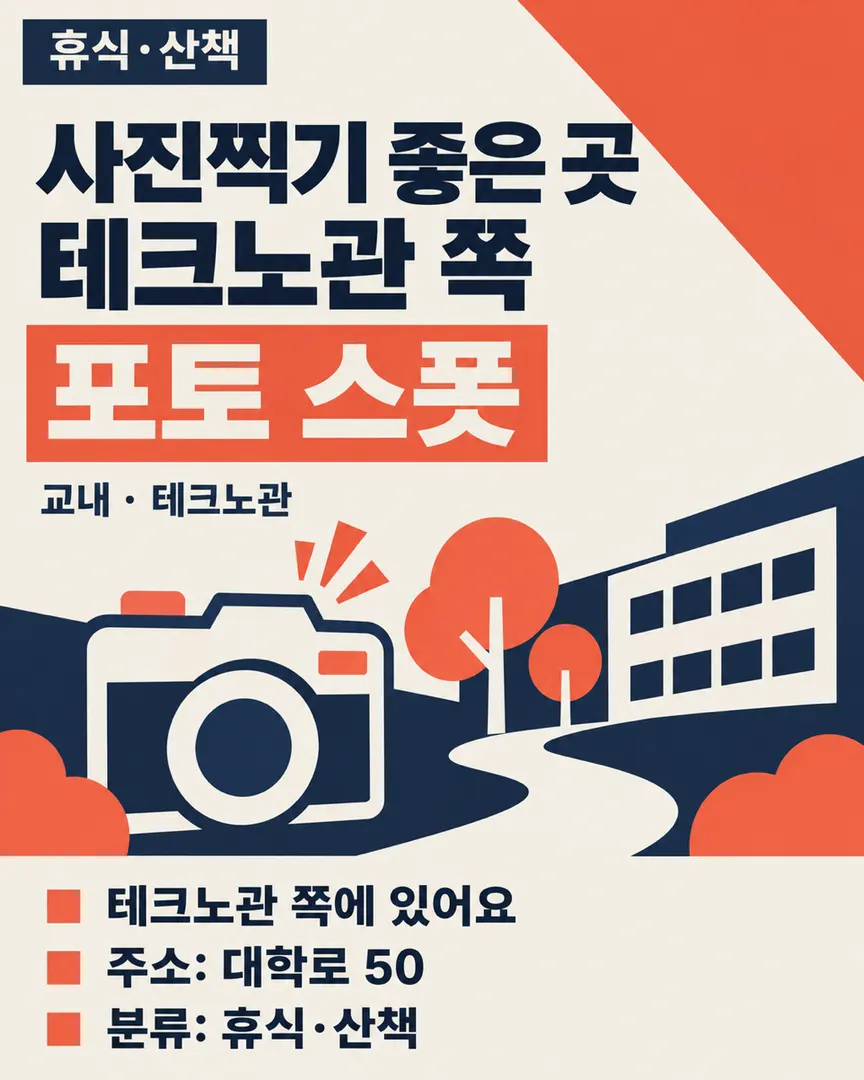 휴식·산책
사진찍기 좋은 곳
테크노관 쪽
포토 스폿
교내 · 테크노관
테크노관 쪽에 있어요
주소: 대학로 50
분류: 휴식·산책